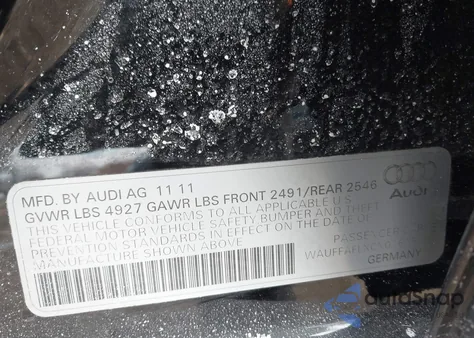 MFD. BY AUDI AG 11 11
GVWR LBS 4927 GAWR LBS FRONT 2491/REAR 2546
THIS VEHICLE CONFORMS TO ALL APPLICABLE U.S.
FEDERAL MOTOR VEHICLE SAFETY BUMPER AND THEFT
PREVENTION STANDARDS IN EFFECT ON THE DATE OF
MANUFACTURE SHOWN ABOVE
Audi
PASSENGER
GERMANY
autoSnap